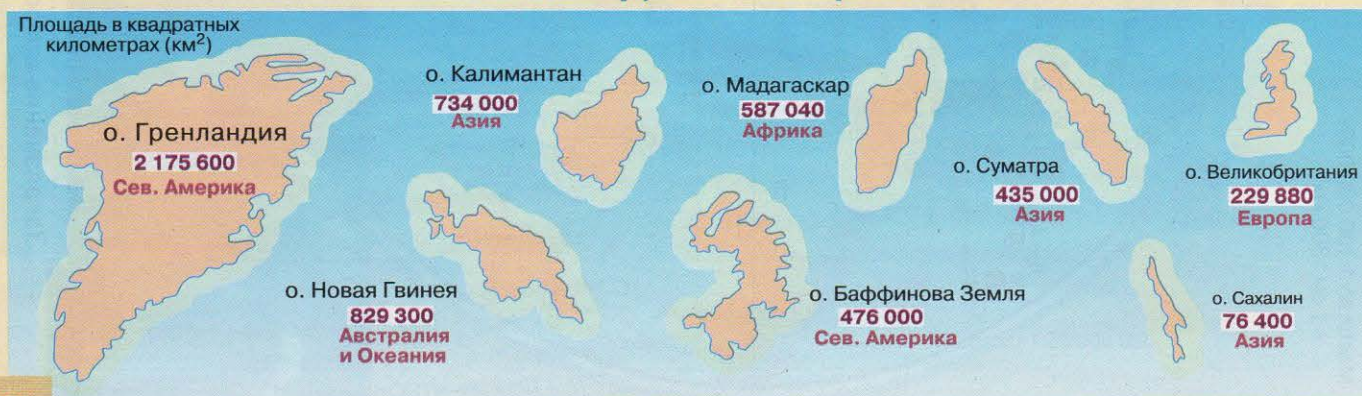 Площадь в квадратных
километрах (км²)
о. Гренландия
2 175 600
Сев. Америка
о. Калимантан
734 000
Азия
о. Мадагаскар
587 040
Африка
о. Суматра
435 000
Азия
о. Великобритания
229 880
Европа
о. Новая Гвинея
829 300
Австралия
и Океания
о. Баффинова Земля
476 000
Сев. Америка
о. Сахалин
76 400
Азия